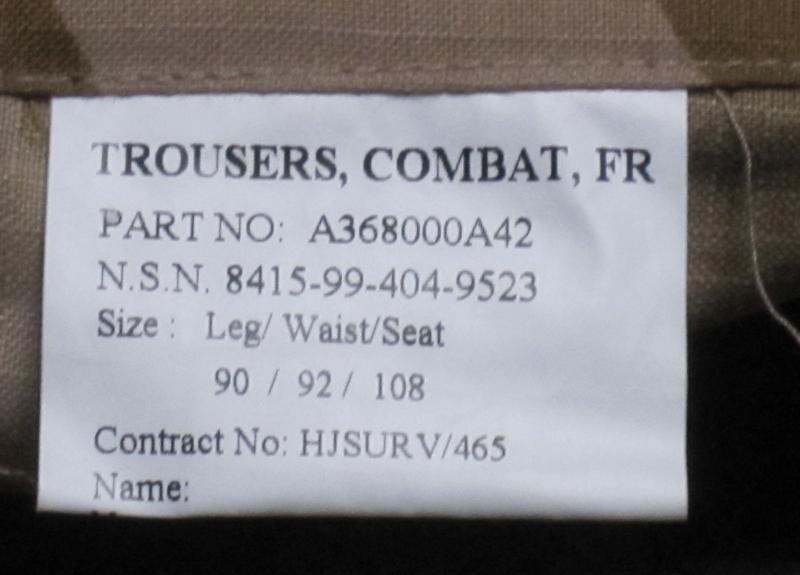 TROUSERS, COMBAT, FR
PART NO: A368000A42
N.S.N. 8415-99-404-9523
Size : Leg/ Waist/Seat
90 / 92 / 108
Contract No: HJSURV/465
Name: